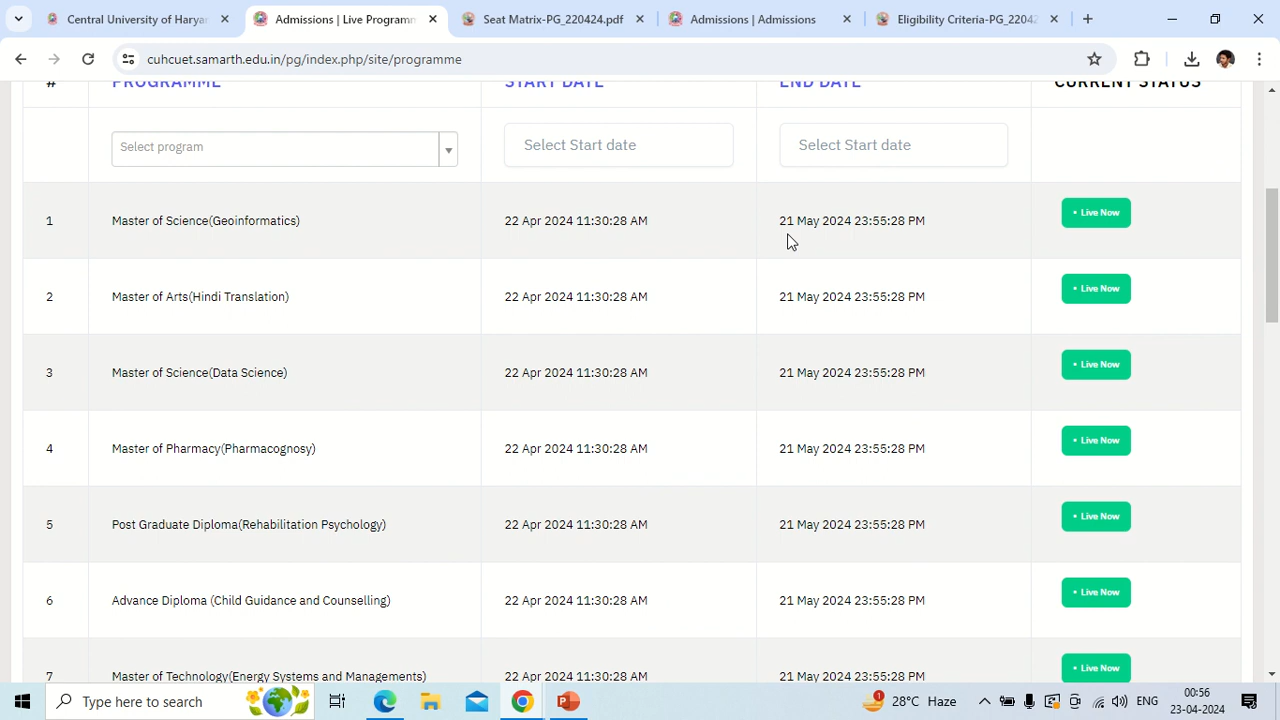 Central University of Harya
Admissions | Live Programm
Seat Matrix-PG_220424.pdf
Admissions | Admissions
Eligibility Criteria-PG_22042
cuhcuet.samarth.edu.in/pg/index.php/site/programme
# PROGRAMME START DATE END DATE CURRENT STATUS
Select program Select Start date Select Start date
1 Master of Science(Geoinformatics) 22 Apr 2024 11:30:28 AM 21 May 2024 23:55:28 PM • Live Now
2 Master of Arts(Hindi Translation) 22 Apr 2024 11:30:28 AM 21 May 2024 23:55:28 PM • Live Now
3 Master of Science(Data Science) 22 Apr 2024 11:30:28 AM 21 May 2024 23:55:28 PM • Live Now
4 Master of Pharmacy(Pharmacognosy) 22 Apr 2024 11:30:28 AM 21 May 2024 23:55:28 PM • Live Now
5 Post Graduate Diploma(Rehabilitation Psychology) 22 Apr 2024 11:30:28 AM 21 May 2024 23:55:28 PM • Live Now
6 Advance Diploma (Child Guidance and Counselling) 22 Apr 2024 11:30:28 AM 21 May 2024 23:55:28 PM • Live Now
7 Master of Technology(Energy Systems and Management) 22 Apr 2024 11:30:28 AM 21 May 2024 23:55:28 PM • Live Now
Type here to search 1 28°C Haze ENG 00:56
23-04-2024